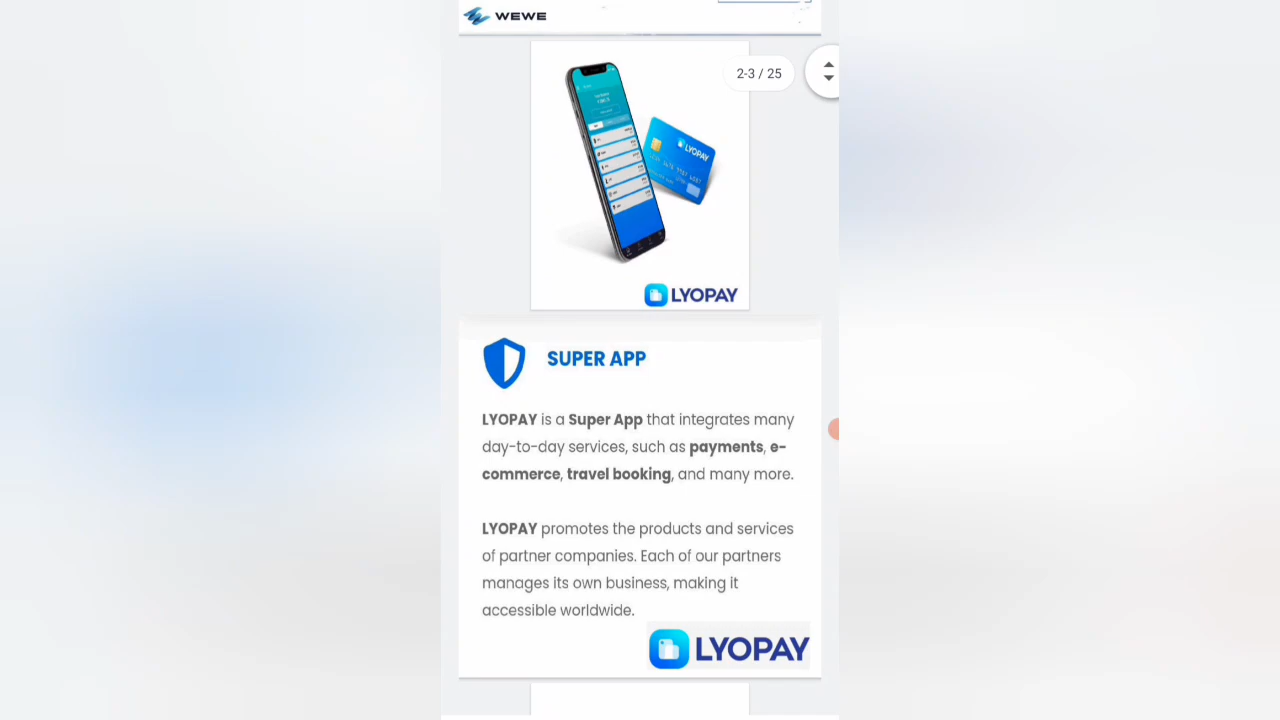 WEWE
2-3 / 25
LYOPAY
LYOPAY
SUPER APP
LYOPAY is a Super App that integrates many
day-to-day services, such as payments, e-
commerce, travel booking, and many more.
LYOPAY promotes the products and services
of partner companies. Each of our partners
manages its own business, making it
accessible worldwide.
LYOPAY